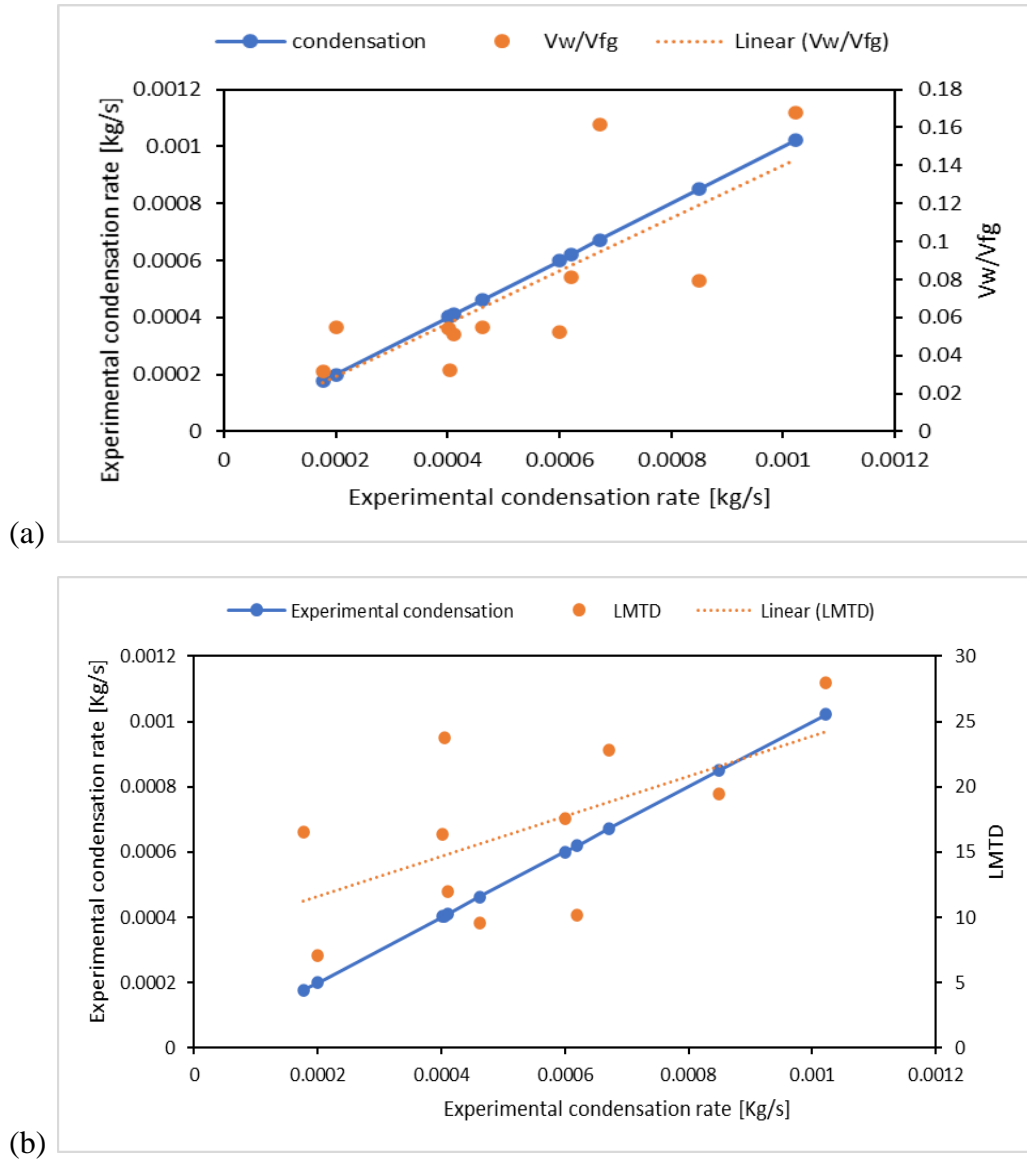 condensation Vw/Vfg Linear (Vw/Vfg)
Experimental condensation rate [kg/s]
0.0012
0.001
0.0008
0.0006
0.0004
0.0002
0
0.18
0.16
0.14
0.12
0.1
0.08
0.06
0.04
0.02
0
Vw/Vfg
0 0.0002 0.0004 0.0006 0.0008 0.001 0.0012
Experimental condensation rate [kg/s]
(a)
Experimental condensation LMTD Linear (LMTD)
Experimental condensation rate [Kg/s]
0.0012
0.001
0.0008
0.0006
0.0004
0.0002
0
30
25
20
15
10
5
0
LMTD
0 0.0002 0.0004 0.0006 0.0008 0.001 0.0012
Experimental condensation rate [Kg/s]
(b)